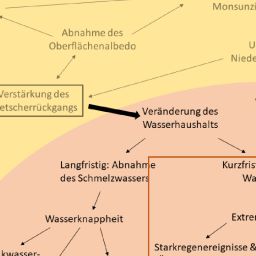 Monsunzi
Abnahme des
Oberflächenalbedo
U
Niede
Verstärkung des
etscherrückgangs
Veränderung des
Wasserhaushalts
Langfristig: Abnahme
des Schmelzwassers
Kurzfris
Wa
Wasserknappheit
Extre
Starkregenereignisse &
kwasser-